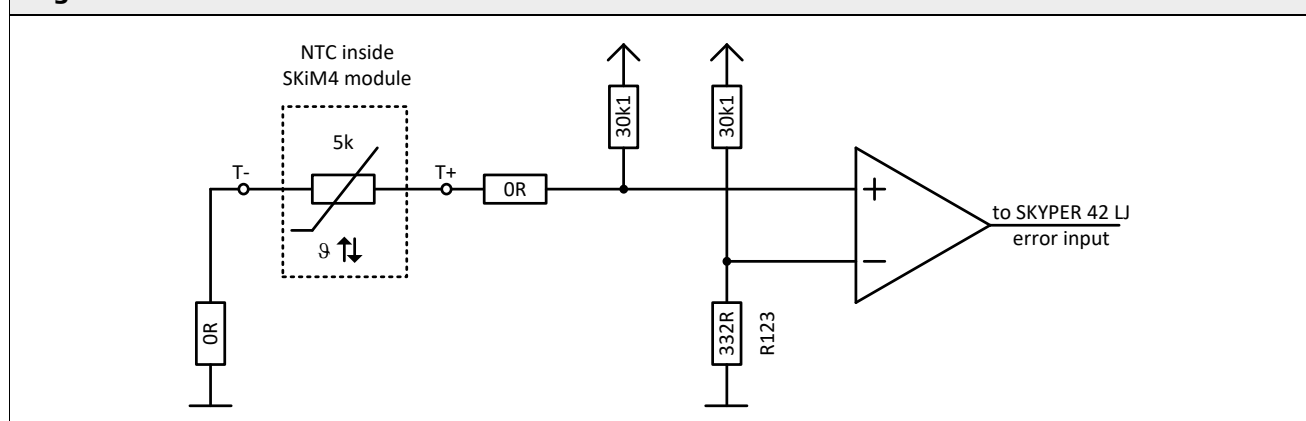 NTC inside
SKiM4 module
5k
T-
T+
0R
30k1
30k1
ϑ
+
−
to SKYPER 42 LJ
error input
0R
332R
R123